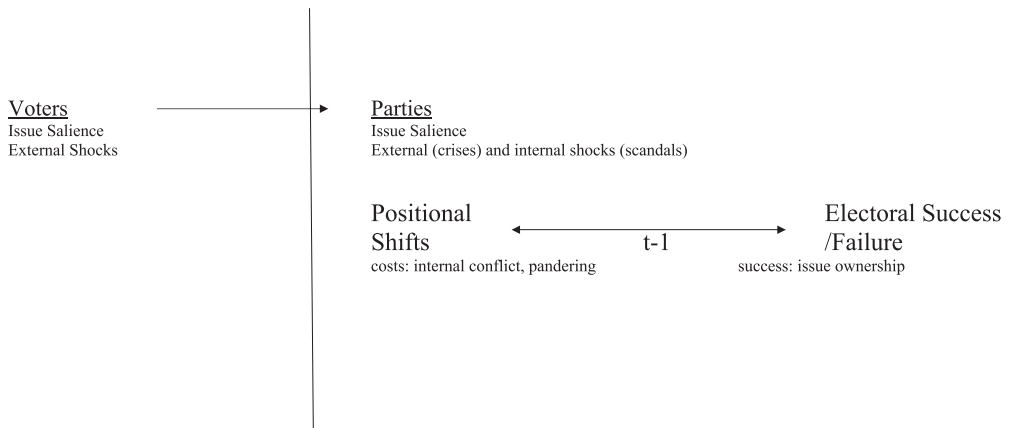 Voters
Issue Salience
External Shocks
Parties
Issue Salience
External (crises) and internal shocks (scandals)
Positional
Shifts
costs: internal conflict, pandering
t-1
Electoral Success
/Failure
success: issue ownership